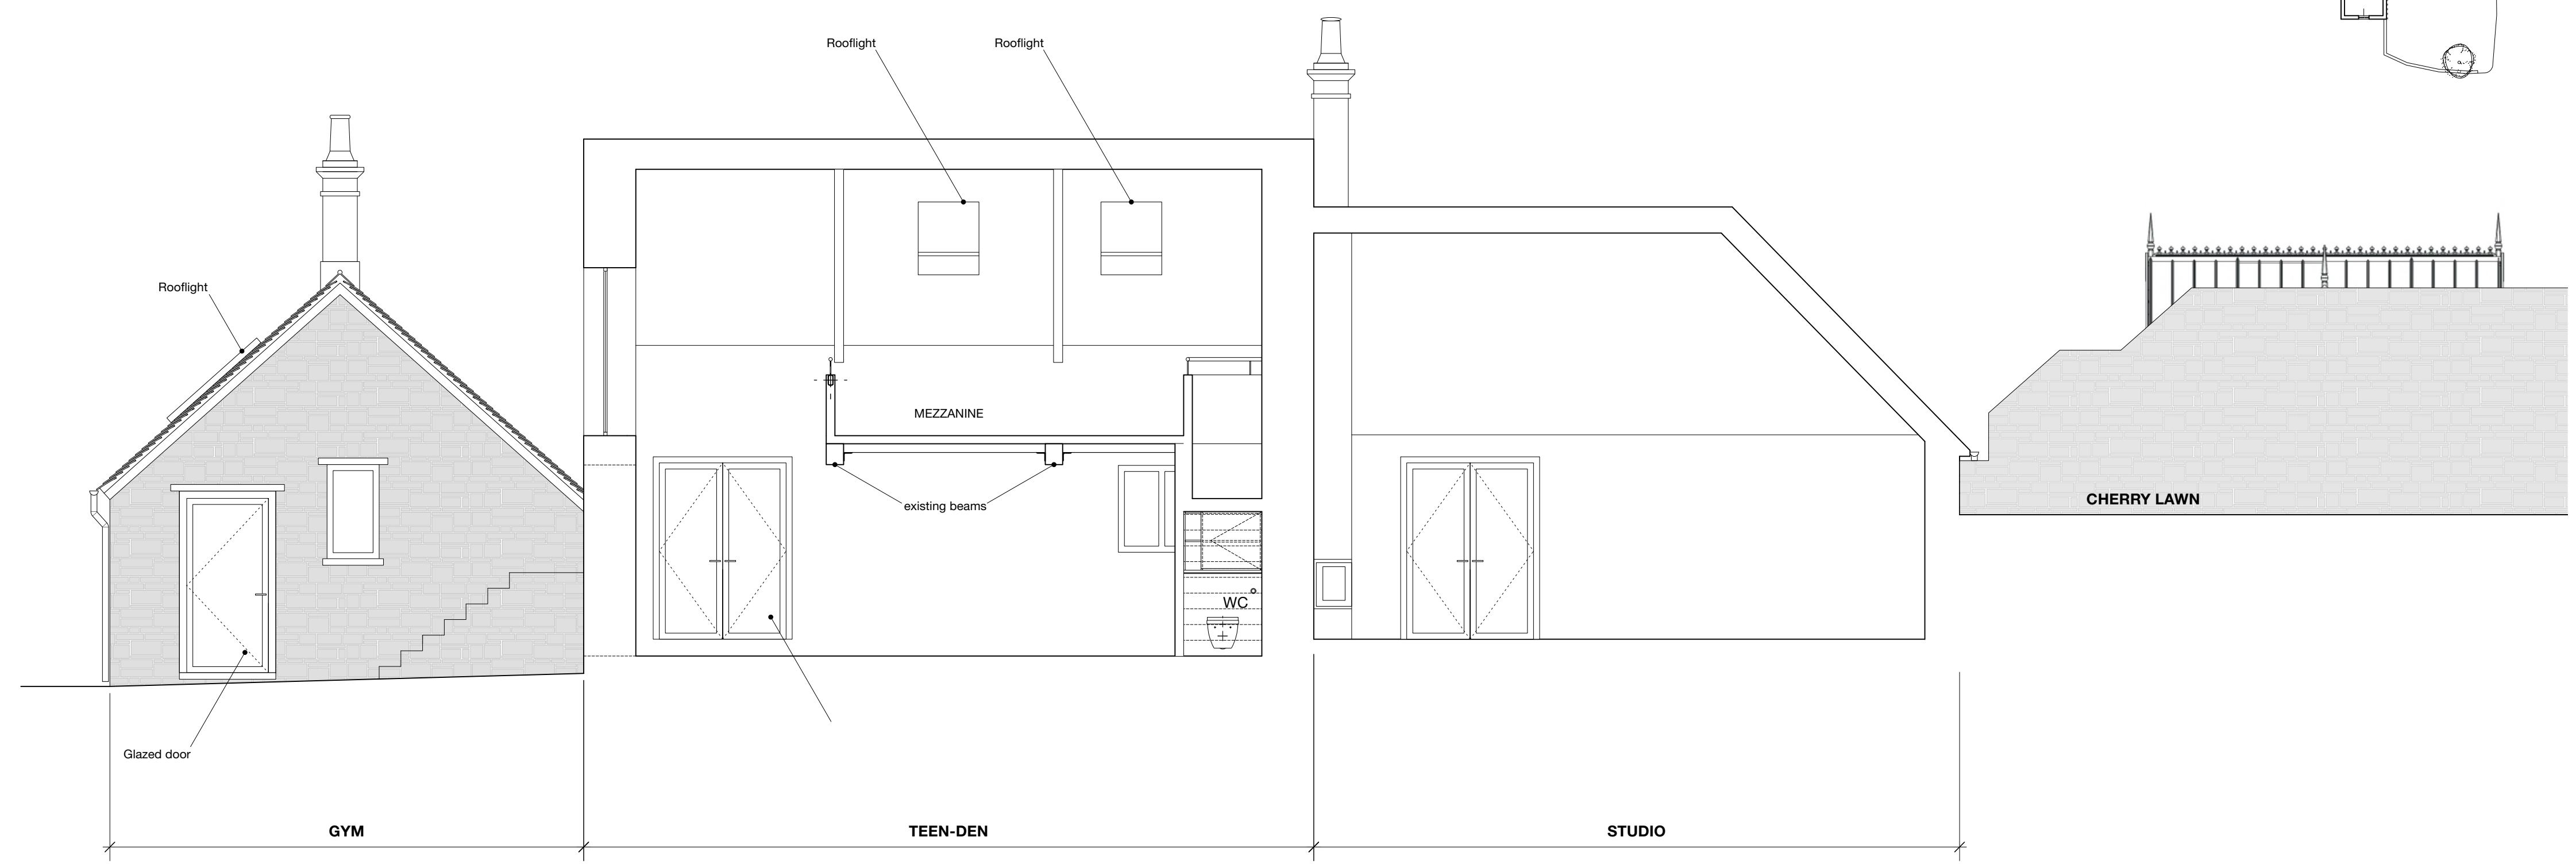 Rooflight
Rooflight
Rooflight
MEZZANINE
existing beams
CHERRY LAWN
WC
Glazed door
GYM
TEEN-DEN
STUDIO